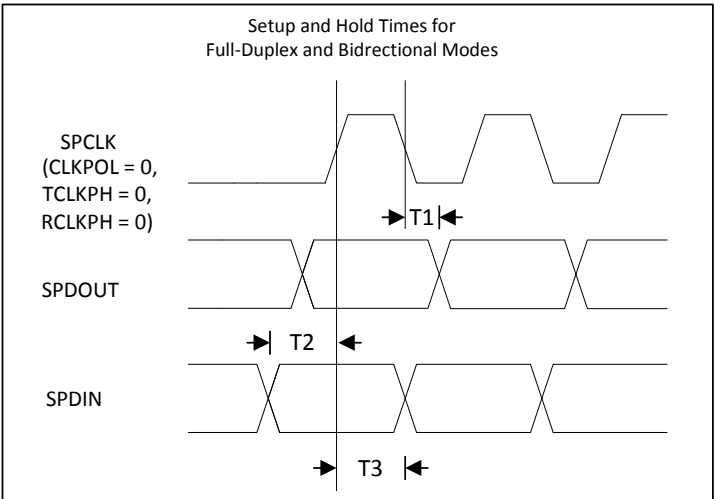 Setup and Hold Times for
Full-Duplex and Bidrectional Modes
SPCLK
(CLKPOL = 0,
TCLKPH = 0,
RCLKPH = 0)
T1
SPDOUT
T2
SPDIN
T3